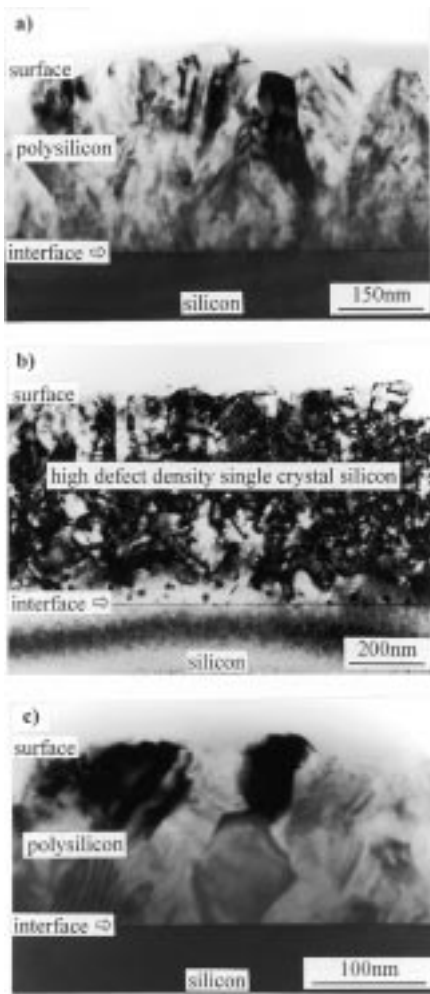 a)
surface
polysilicon
interface ⇨
silicon
150nm
b)
surface
high defect density single crystal silicon
interface ⇨
silicon
200nm
c)
surface
polysilicon
interface ⇨
silicon
100nm